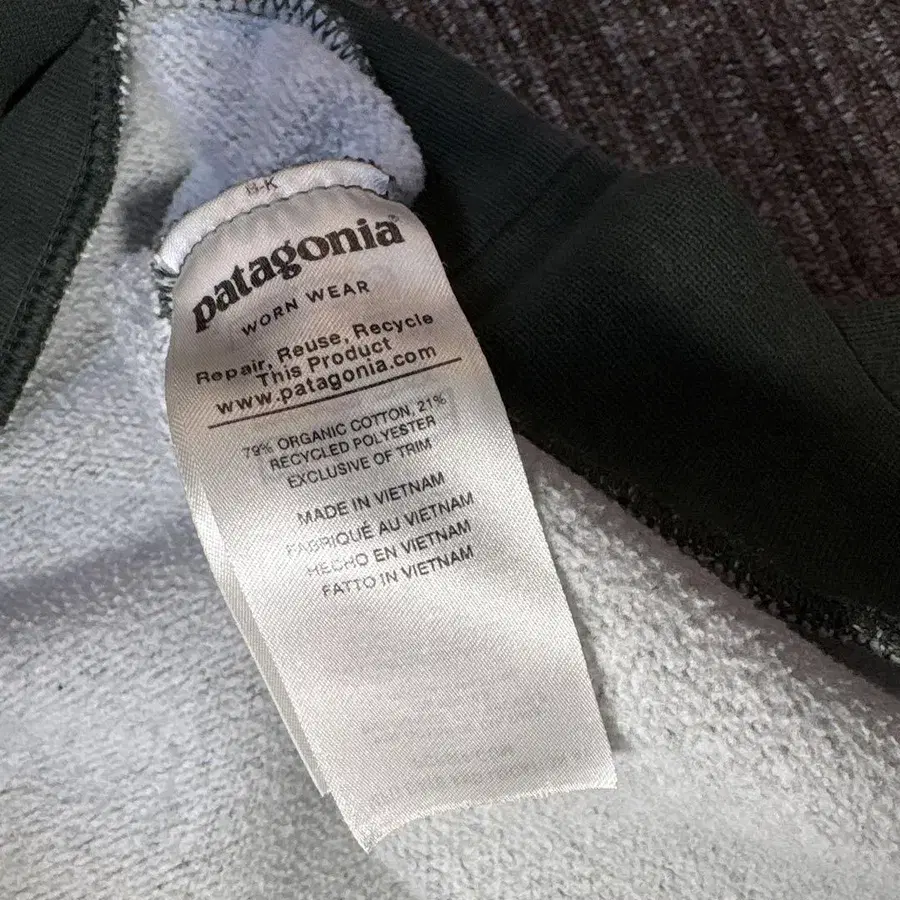 patagonia®
WORN WEAR
Repair, Reuse, Recycle
This Product
www.patagonia.com
79% ORGANIC COTTON, 21%
RECYCLED POLYESTER
EXCLUSIVE OF TRIM
MADE IN VIETNAM
FABRIQUÉ AU VIETNAM
HECHO EN VIETNAM
FATTO IN VIETNAM